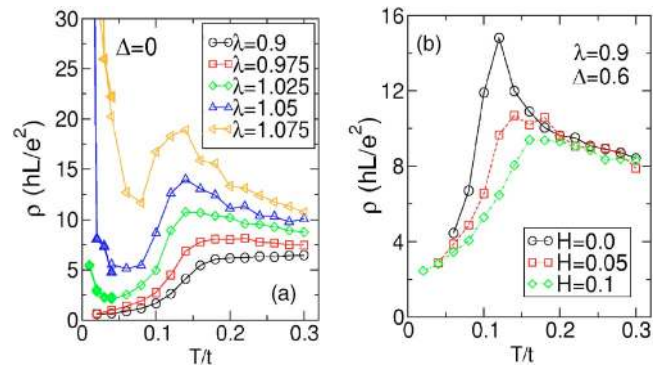 ρ (hL/e²)
30
25
20
15
10
5
0
Δ=0
λ=0.9
λ=0.975
λ=1.025
λ=1.05
λ=1.075
(a)
0 0.1 0.2 0.3
T/t
ρ (hL/e²)
16
12
8
4
0
(b)
λ=0.9
Δ=0.6
H=0.0
H=0.05
H=0.1
0 0.1 0.2 0.3
T/t